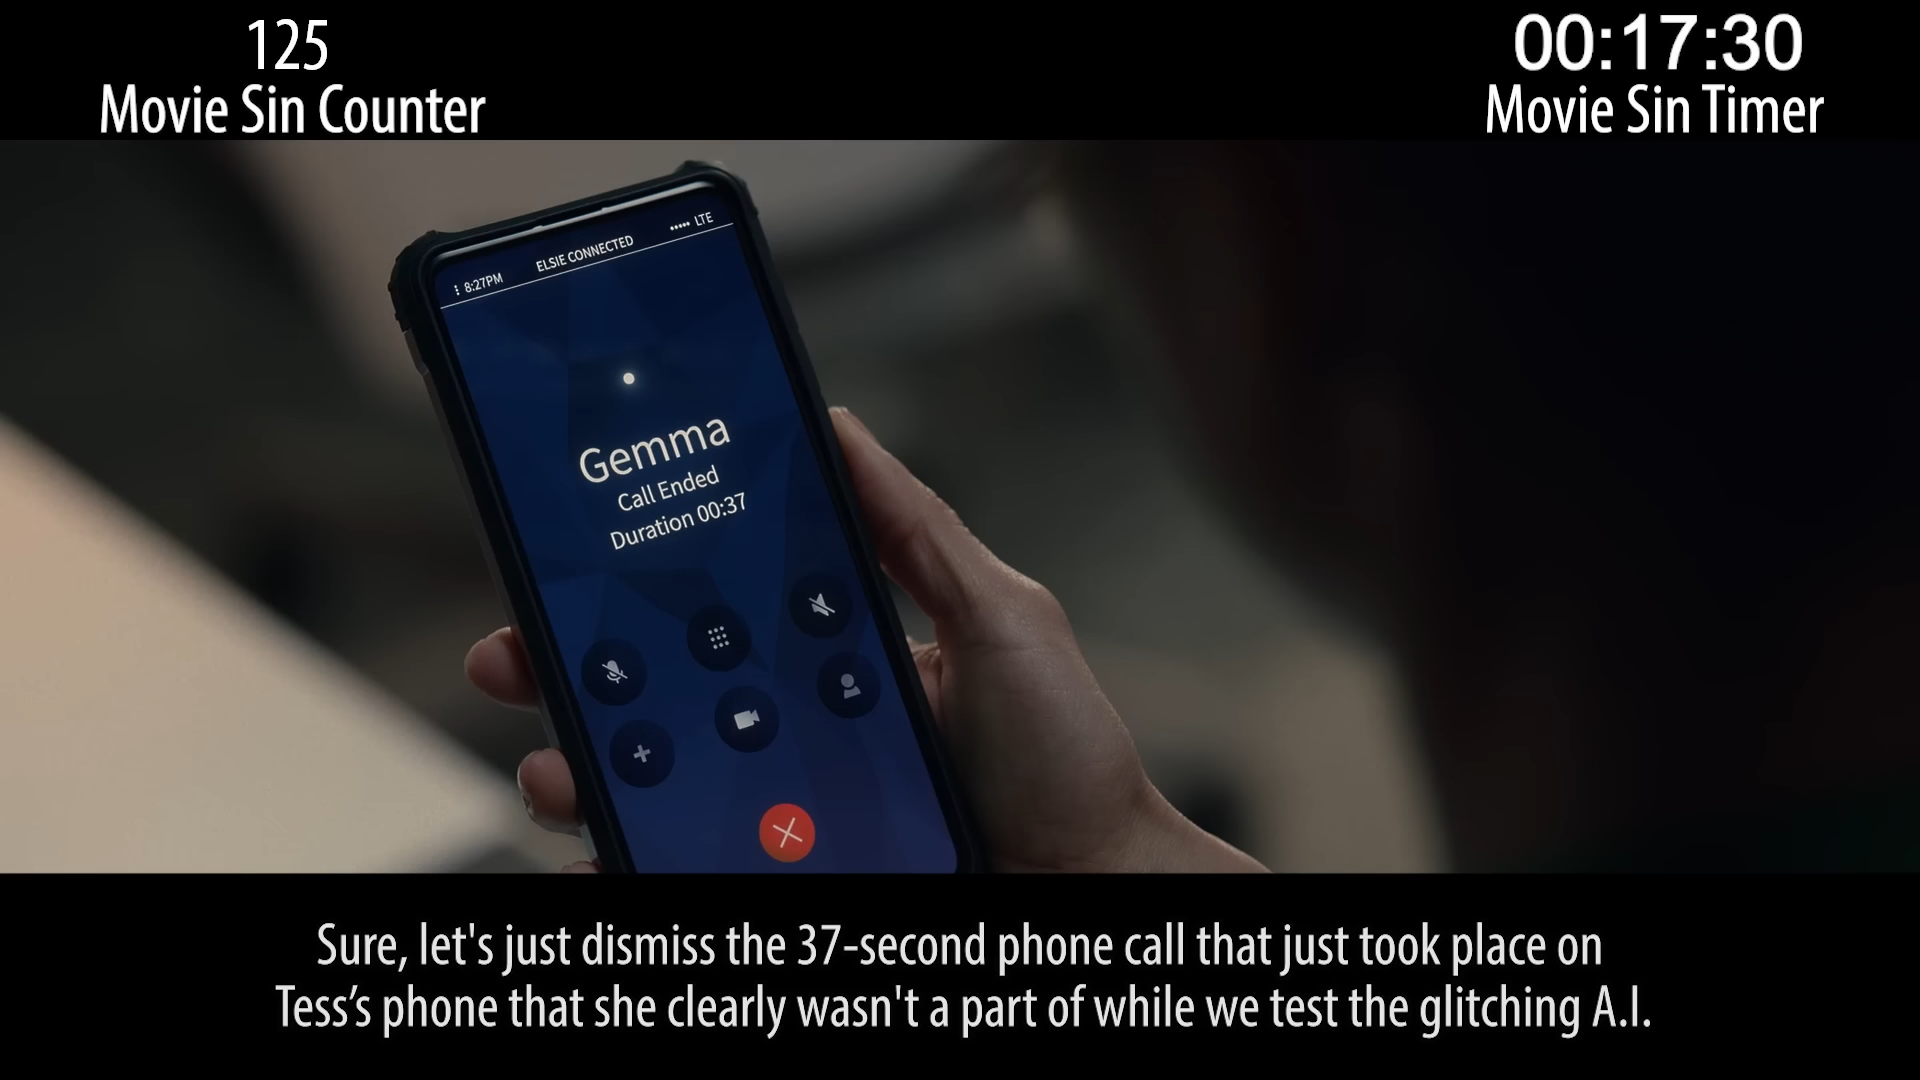 125
Movie Sin Counter
00:17:30
Movie Sin Timer
8:27PM ELSIE CONNECTED LTE
Gemma
Call Ended
Duration 00:37
Sure, let's just dismiss the 37-second phone call that just took place on
Tess’s phone that she clearly wasn't a part of while we test the glitching A.I.